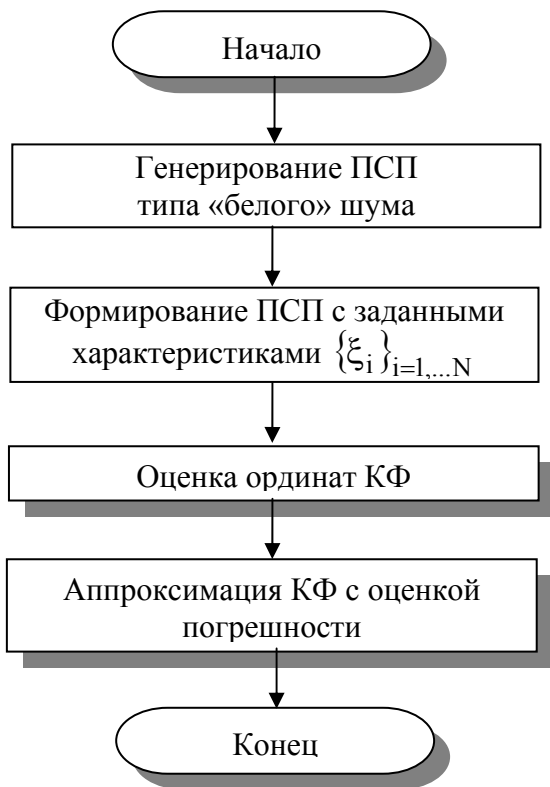 Начало
Генерирование ПСП
типа «белого» шума
Формирование ПСП с заданными
характеристиками {ξi}i=1,...N
Оценка ординат КФ
Аппроксимация КФ с оценкой
погрешности
Конец